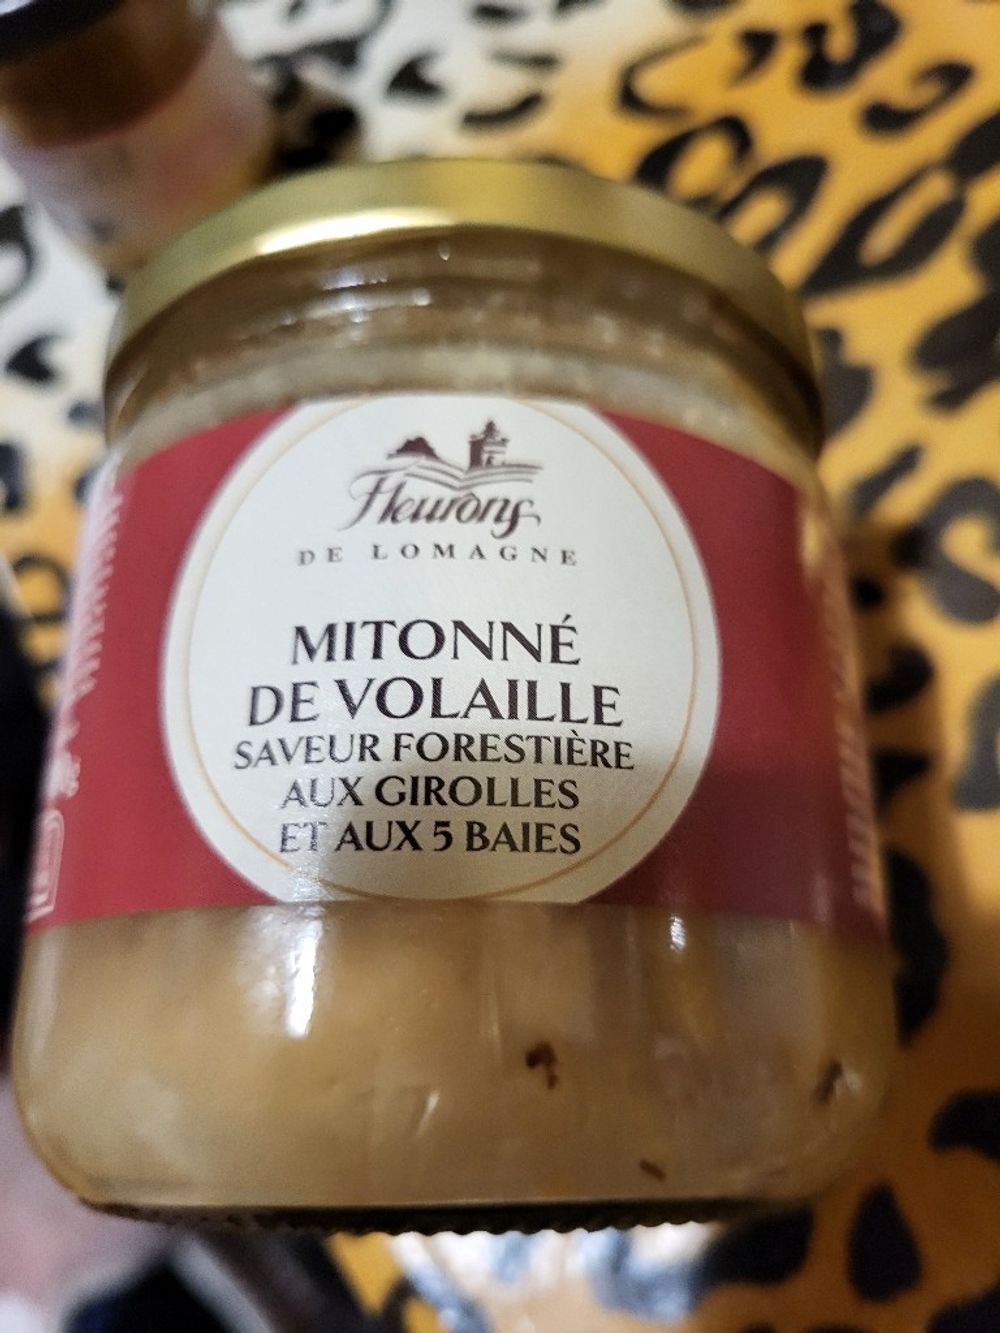 Fleurons
DE LOMAGNE
MITONNÉ
DE VOLAILLE
SAVEUR FORESTIÈRE
AUX GIROLLES
ET AUX 5 BAIES